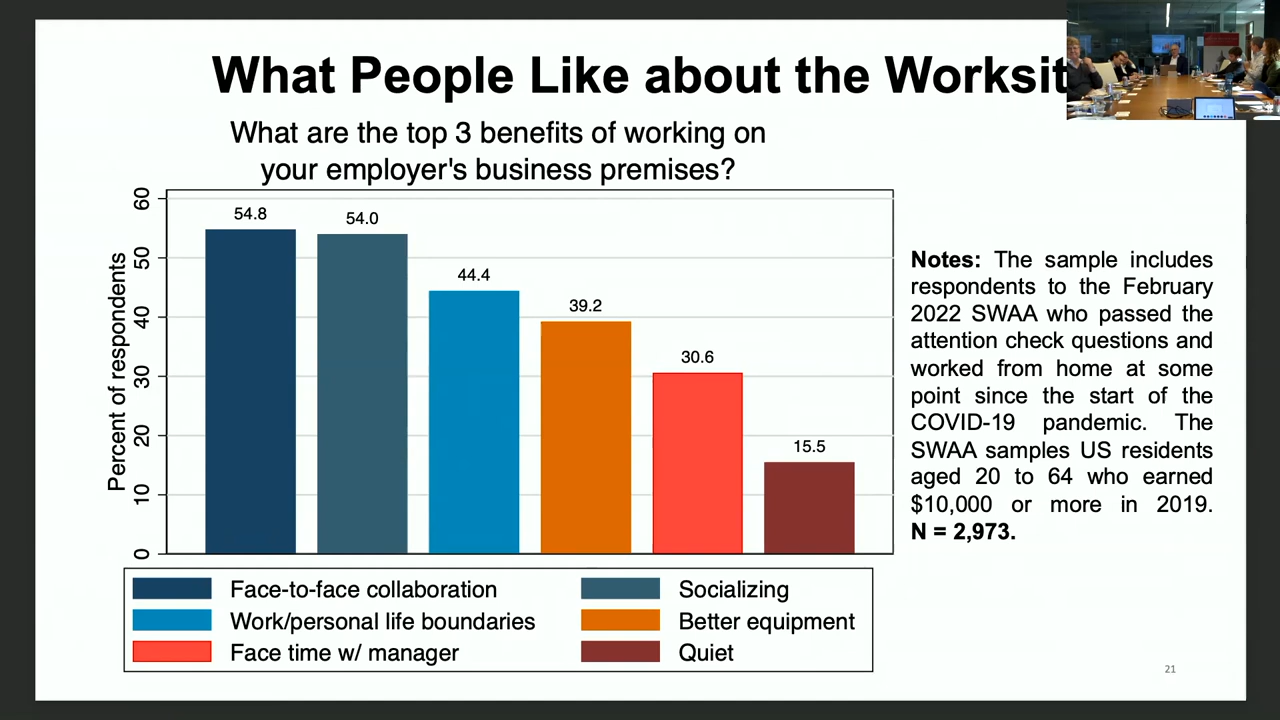 What People Like about the Worksit
What are the top 3 benefits of working on
your employer's business premises?
Percent of respondents
60
50
40
30
20
10
0
54.8
54.0
44.4
39.2
30.6
15.5
Face-to-face collaboration
Socializing
Work/personal life boundaries
Better equipment
Face time w/ manager
Quiet
Notes: The sample includes
respondents to the February
2022 SWAA who passed the
attention check questions and
worked from home at some
point since the start of the
COVID-19 pandemic. The
SWAA samples US residents
aged 20 to 64 who earned
$10,000 or more in 2019.
N = 2,973.
21